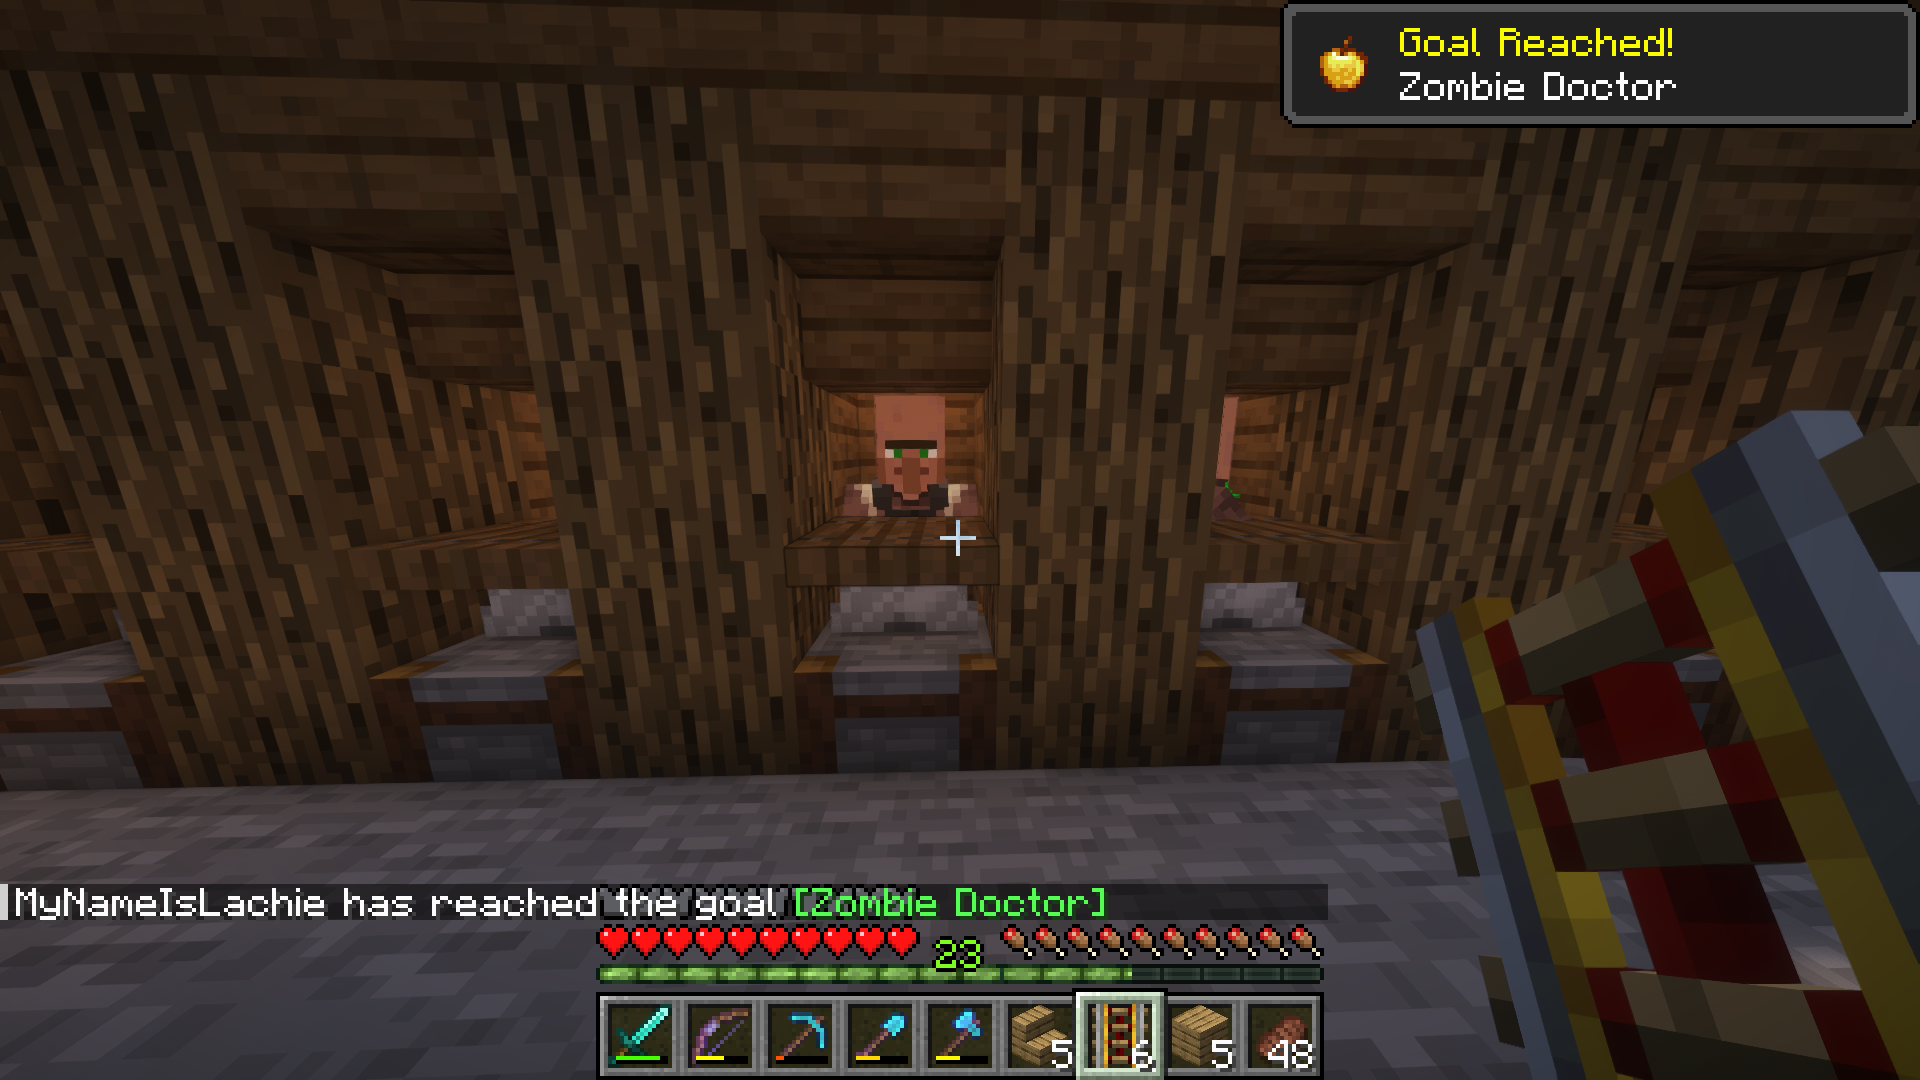 Goal Reached!
Zombie Doctor
MyNameIsLachie has reached the goal [Zombie Doctor]
23
5 6 5 48